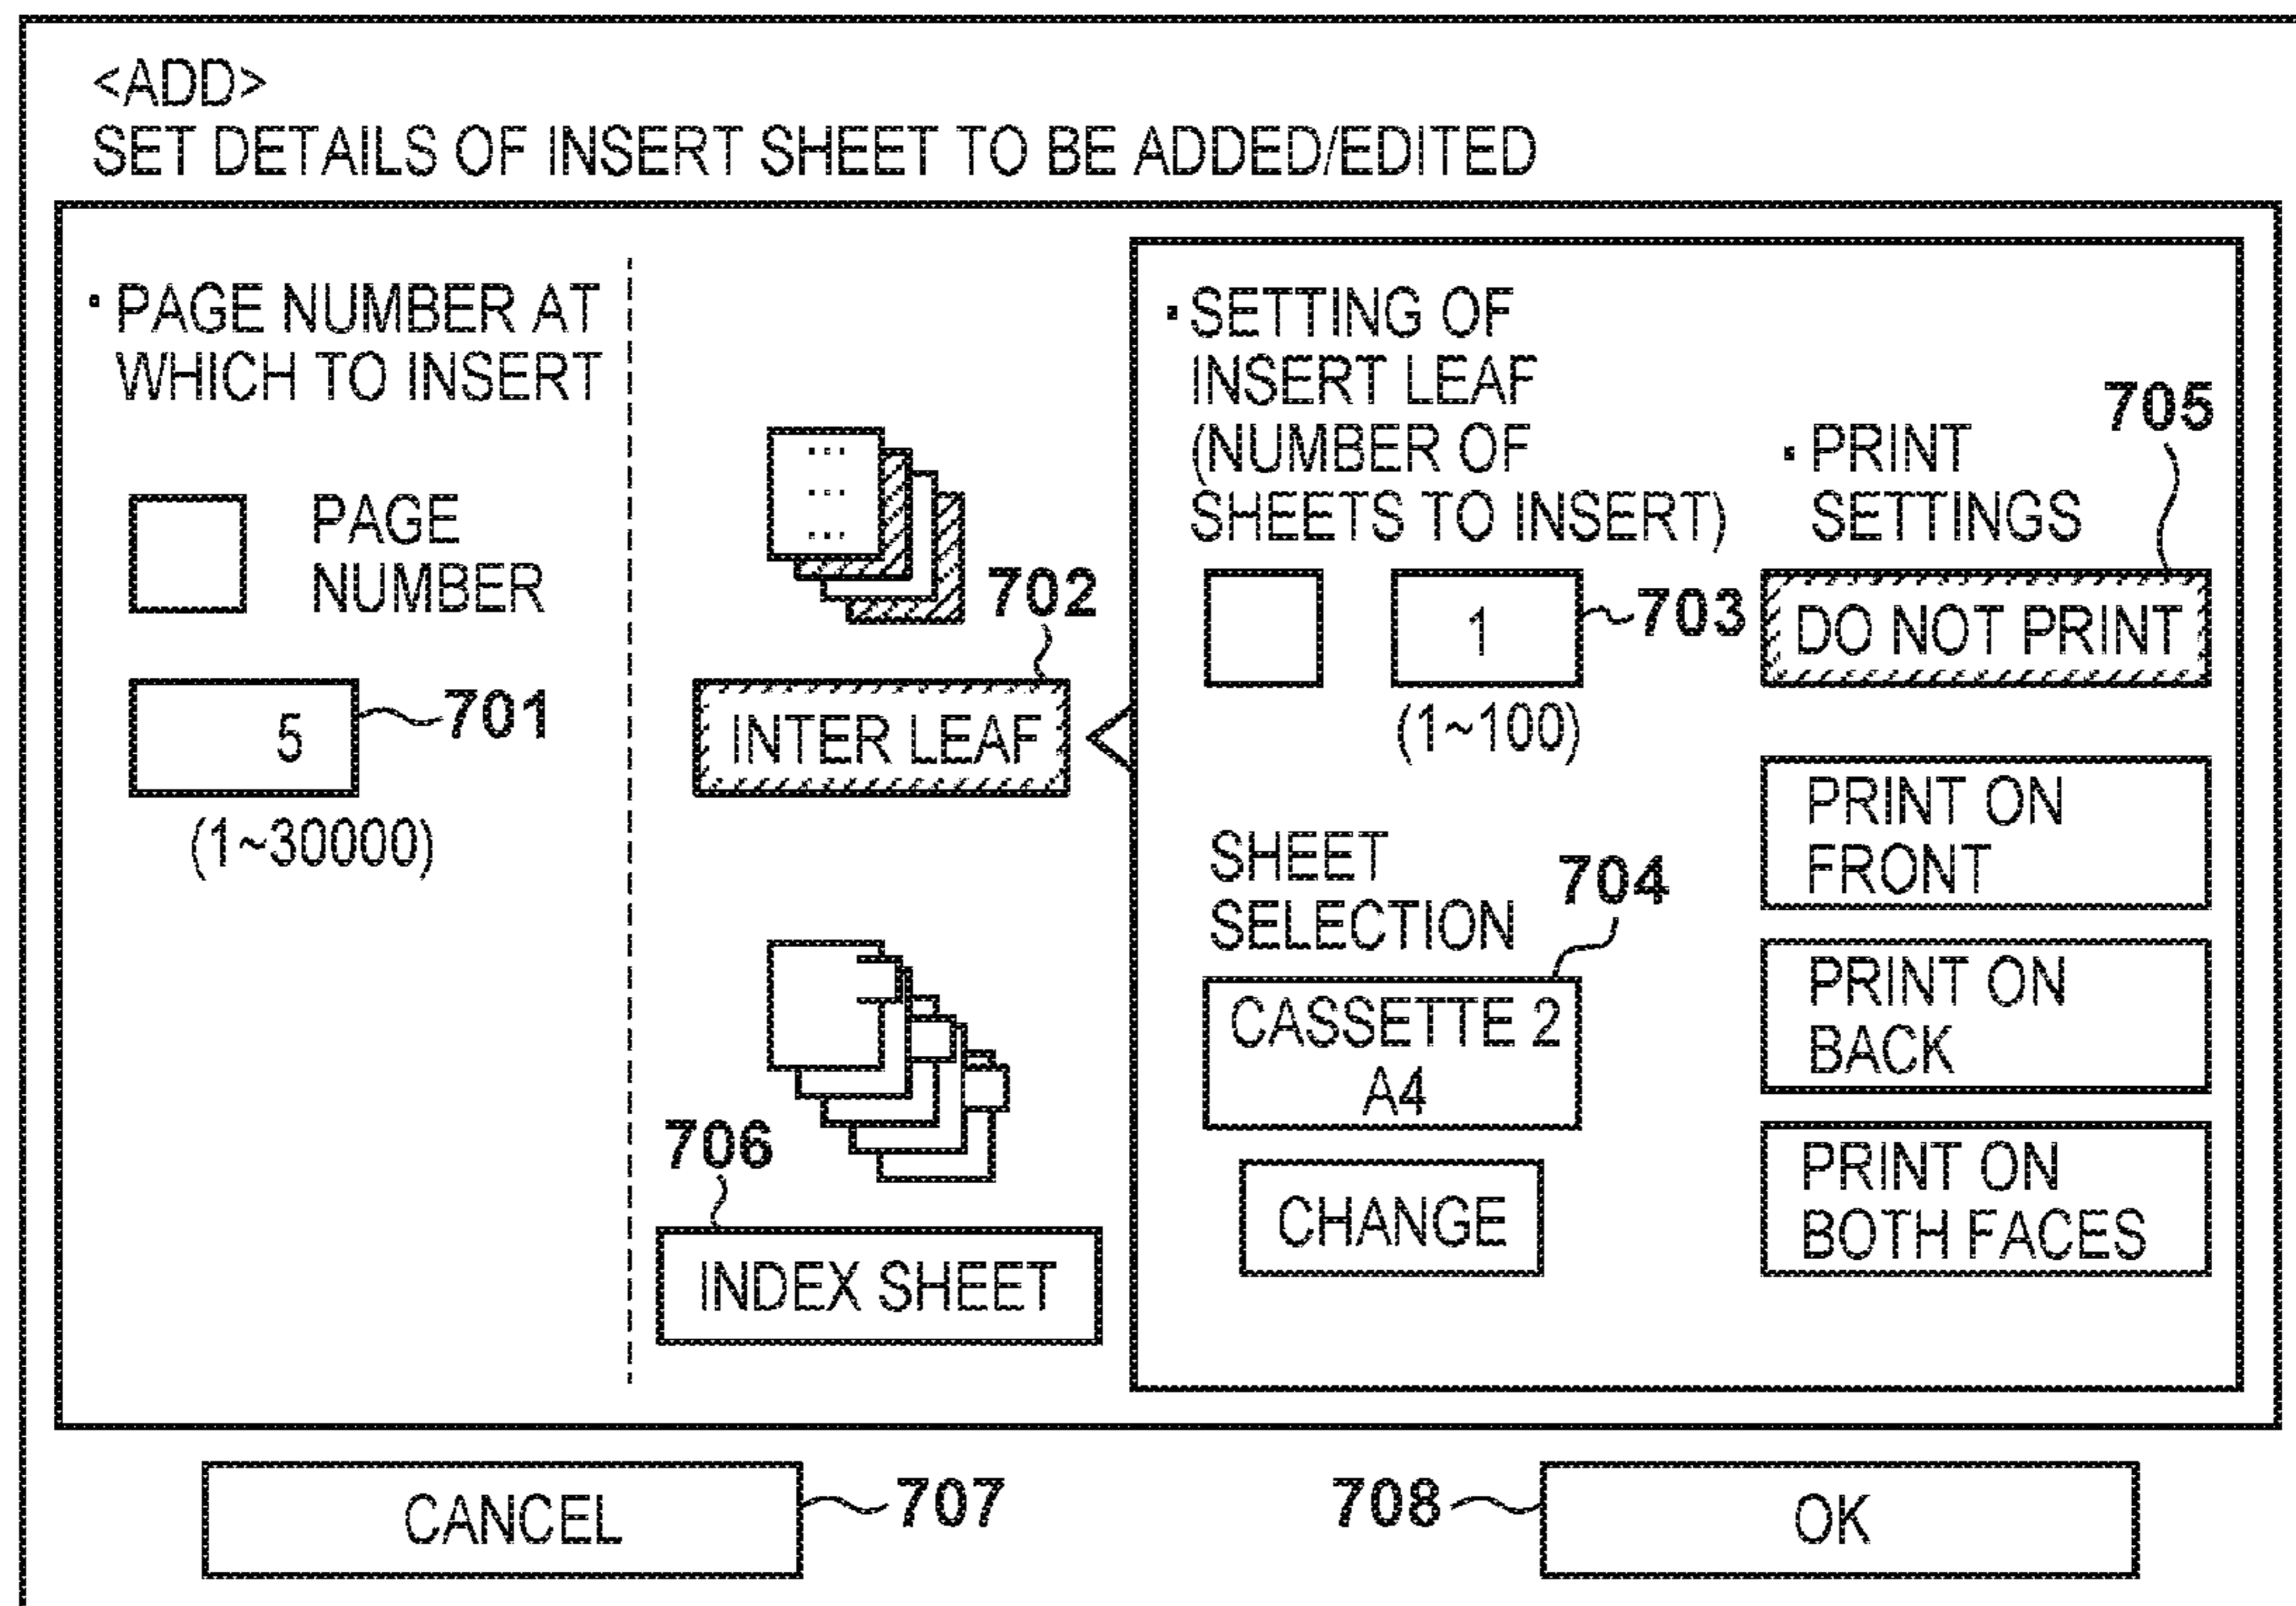 <ADD>
SET DETAILS OF INSERT SHEET TO BE ADDED/EDITED
· PAGE NUMBER AT
WHICH TO INSERT
PAGE
NUMBER
5
701
(1~30000)
702
INTER LEAF
706
INDEX SHEET
· SETTING OF
INSERT LEAF
(NUMBER OF
SHEETS TO INSERT)
1
703
(1~100)
SHEET
SELECTION
704
CASSETTE 2
A4
CHANGE
705
· PRINT
SETTINGS
DO NOT PRINT
PRINT ON
FRONT
PRINT ON
BACK
PRINT ON
BOTH FACES
CANCEL
707
708
OK